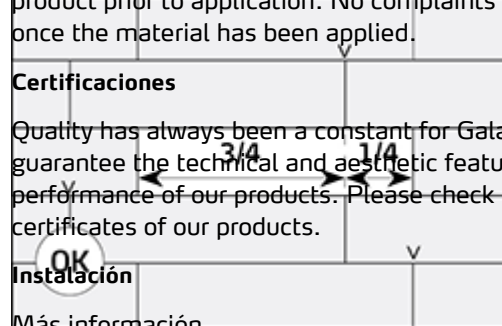 product prior to application. No complaints
once the material has been applied.
Certificaciones
Quality has always been a constant for Gala
guarantee the technical and aesthetic featu
3/4 1/4
performance of our products. Please check
certificates of our products.
OK
Instalación
Más información